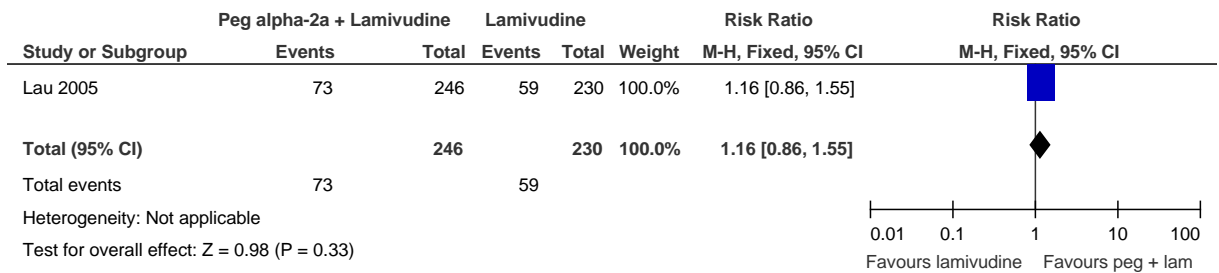 Peg alpha-2a + Lamivudine Lamivudine Risk Ratio Risk Ratio
Study or Subgroup Events Total Events Total Weight M-H, Fixed, 95% CI M-H, Fixed, 95% CI
Lau 2005 73 246 59 230 100.0% 1.16 [0.86, 1.55]
Total (95% CI) 246 230 100.0% 1.16 [0.86, 1.55]
Total events 73 59
Heterogeneity: Not applicable
Test for overall effect: Z = 0.98 (P = 0.33)
0.01 0.1 1 10 100
Favours lamivudine Favours peg + lam